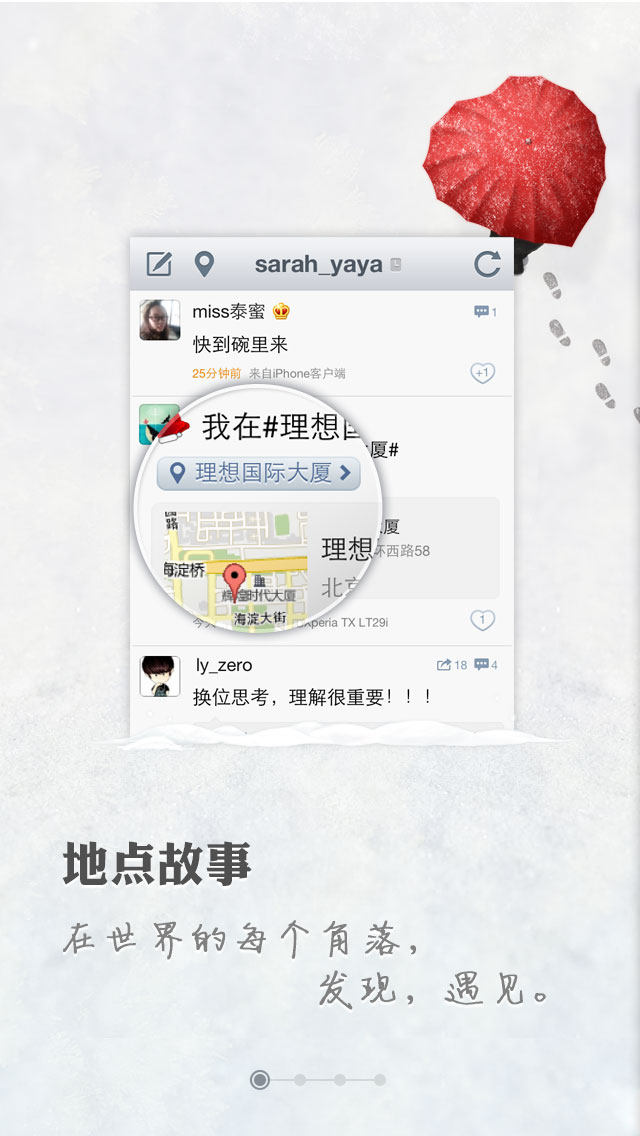 sarah_yaya
miss泰蜜
1
快到碗里来
25分钟前 来自iPhone客户端
+1
我在#理想国
厦#
理想国际大厦
厦
理想
环西路58
北京
路
海淀桥
辉煌时代大厦
海淀大街
今天
Xperia TX LT29i
1
ly_zero
18 4
换位思考，理解很重要！！！
地点故事
在世界的每个角落，
发现，遇见。